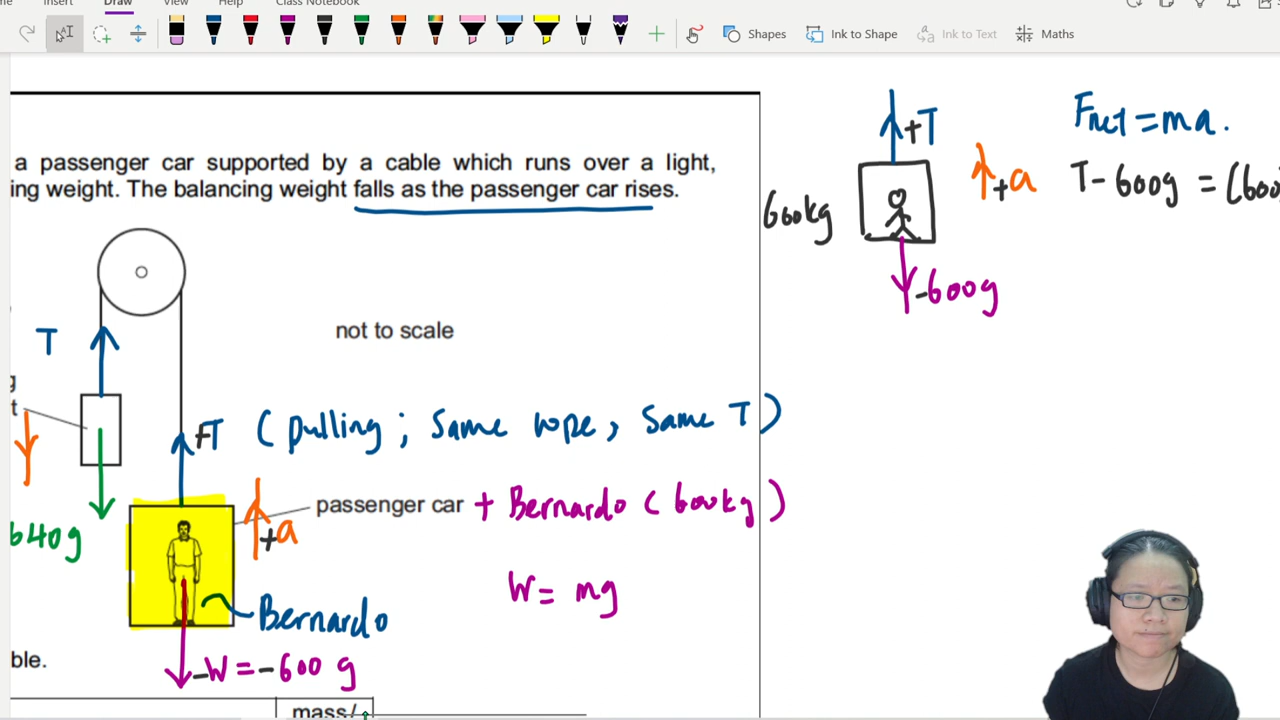 Insert Draw View Help Class Notebook
Shapes Ink to Shape Ink to Text Maths
a passenger car supported by a cable which runs over a light,
ing weight. The balancing weight falls as the passenger car rises.
not to scale
T
+T (pulling; same rope, same T)
passenger car + Bernardo (600kg)
+a
640g
W = mg
Bernardo
-W = -600 g
ble.
mass/
+T
600kg
+a
-600g
Fnet = ma.
T - 600g = (600